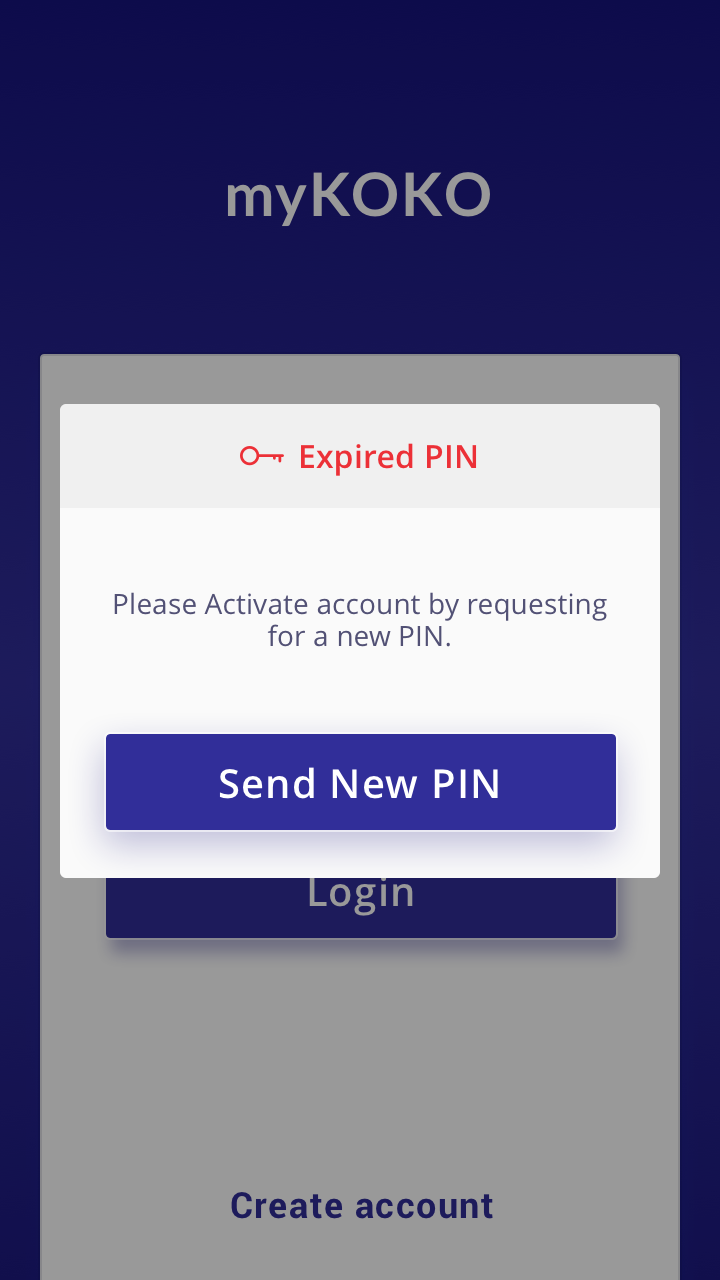 myKOKO
Expired PIN
Please Activate account by requesting
for a new PIN.
Send New PIN
Login
Create account